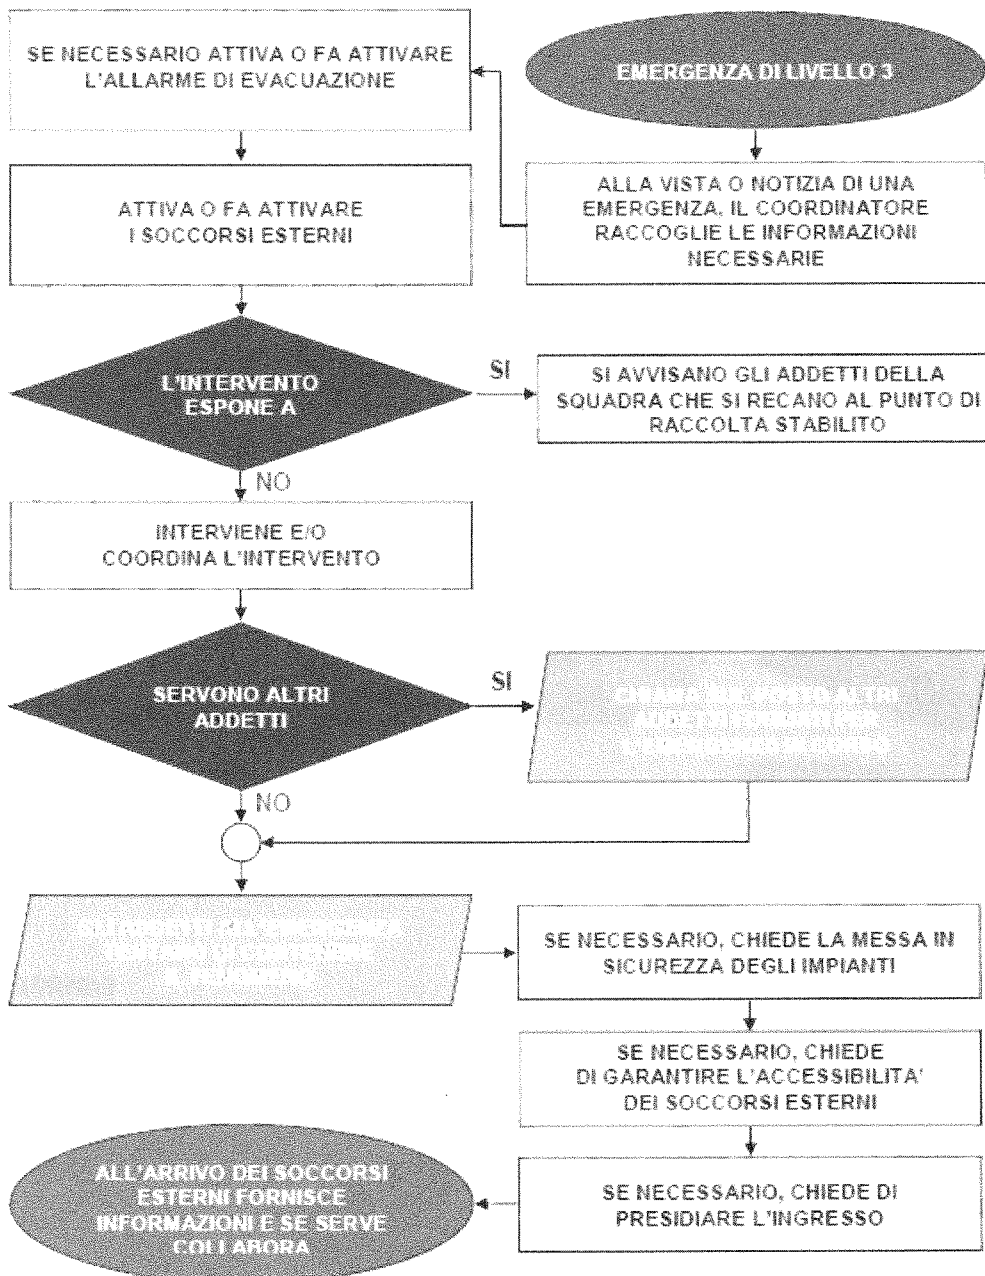 EMERGENZA DI LIVELLO 3
ALLA VISTA O NOTIZIA DI UNA
EMERGENZA, IL COORDINATORE
RACCOGLIE LE INFORMAZIONI
NECESSARIE
SE NECESSARIO ATTIVA O FA ATTIVARE
L'ALLARME DI EVACUAZIONE
ATTIVA O FA ATTIVARE
I SOCCORSI ESTERNI
L'INTERVENTO
ESPONE A
SI
SI AVVISANO GLI ADDETTI DELLA
SQUADRA CHE SI RECANO AL PUNTO DI
RACCOLTA STABILITO
NO
INTERVIENE E/O
COORDINA L'INTERVENTO
SERVONO ALTRI
ADDETTI
SI
ALTRI
ADDETTI
NO
SE NECESSARIO, CHIEDE LA MESSA IN
SICUREZZA DEGLI IMPIANTI
SE NECESSARIO, CHIEDE
DI GARANTIRE L'ACCESSIBILITA'
DEI SOCCORSI ESTERNI
SE NECESSARIO, CHIEDE DI
PRESIDIARE L'INGRESSO
ALL'ARRIVO DEI SOCCORSI
ESTERNI FORNISCE
INFORMAZIONI E SE SERVE
COLLABORA